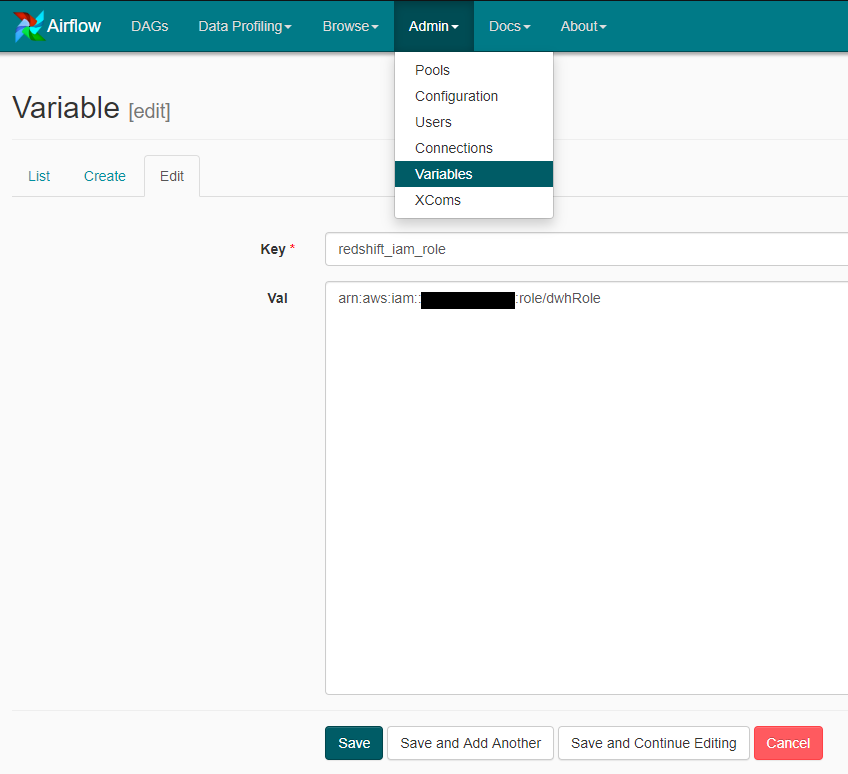 Airflow DAGs Data Profiling Browse Admin Docs About
Pools
Configuration
Users
Connections
Variables
XComs
Variable [edit]
List Create Edit
Key * redshift_iam_role
Val arn:aws:iam:: :role/dwhRole
Save Save and Add Another Save and Continue Editing Cancel